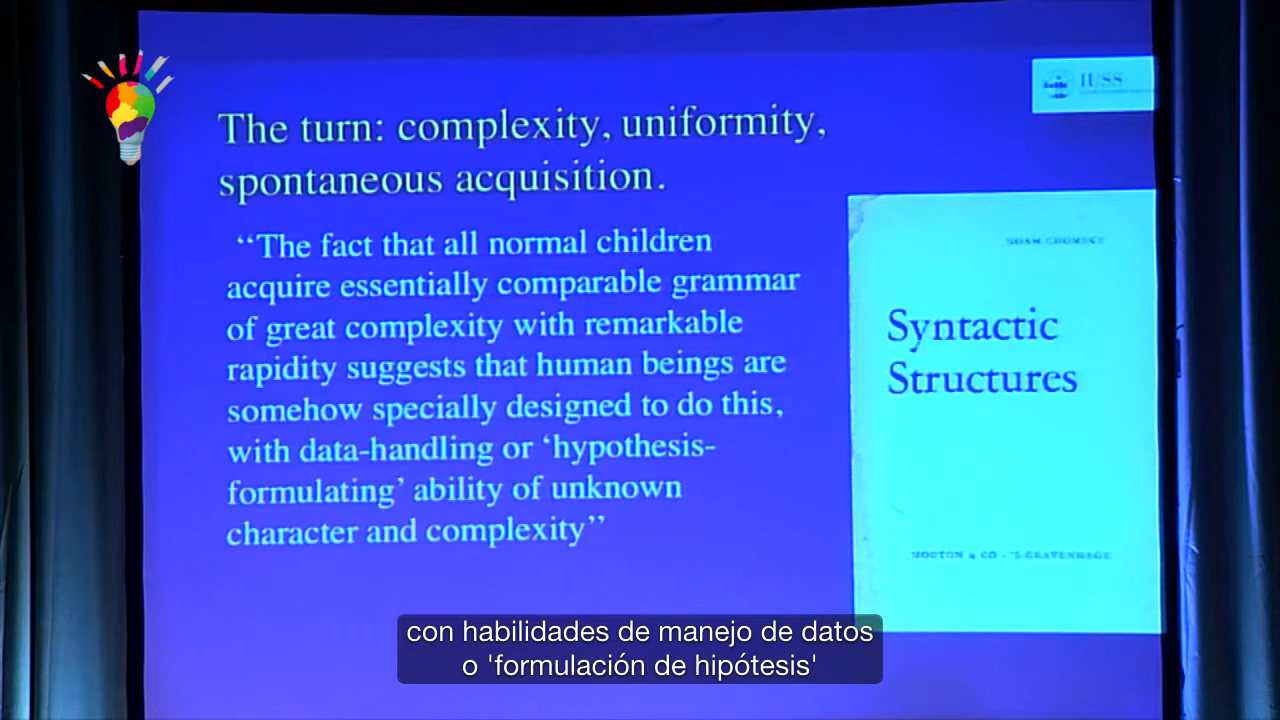 IUSS
The turn: complexity, uniformity,
spontaneous acquisition.
“The fact that all normal children
acquire essentially comparable grammar
of great complexity with remarkable
rapidity suggests that human beings are
somehow specially designed to do this,
with data-handling or ‘hypothesis-
formulating’ ability of unknown
character and complexity”
NOAM CHOMSKY
Syntactic
Structures
MOUTON & CO - 'S-GRAVENHAGE
con habilidades de manejo de datos
o 'formulación de hipótesis'